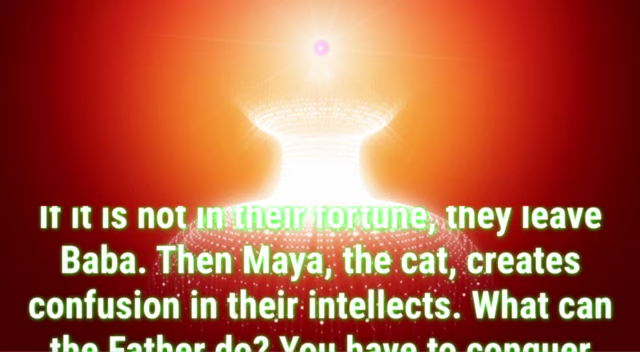 If it is not in their fortune, they leave
Baba. Then Maya, the cat, creates
confusion in their intellects. What can
the Father do? You have to conquer